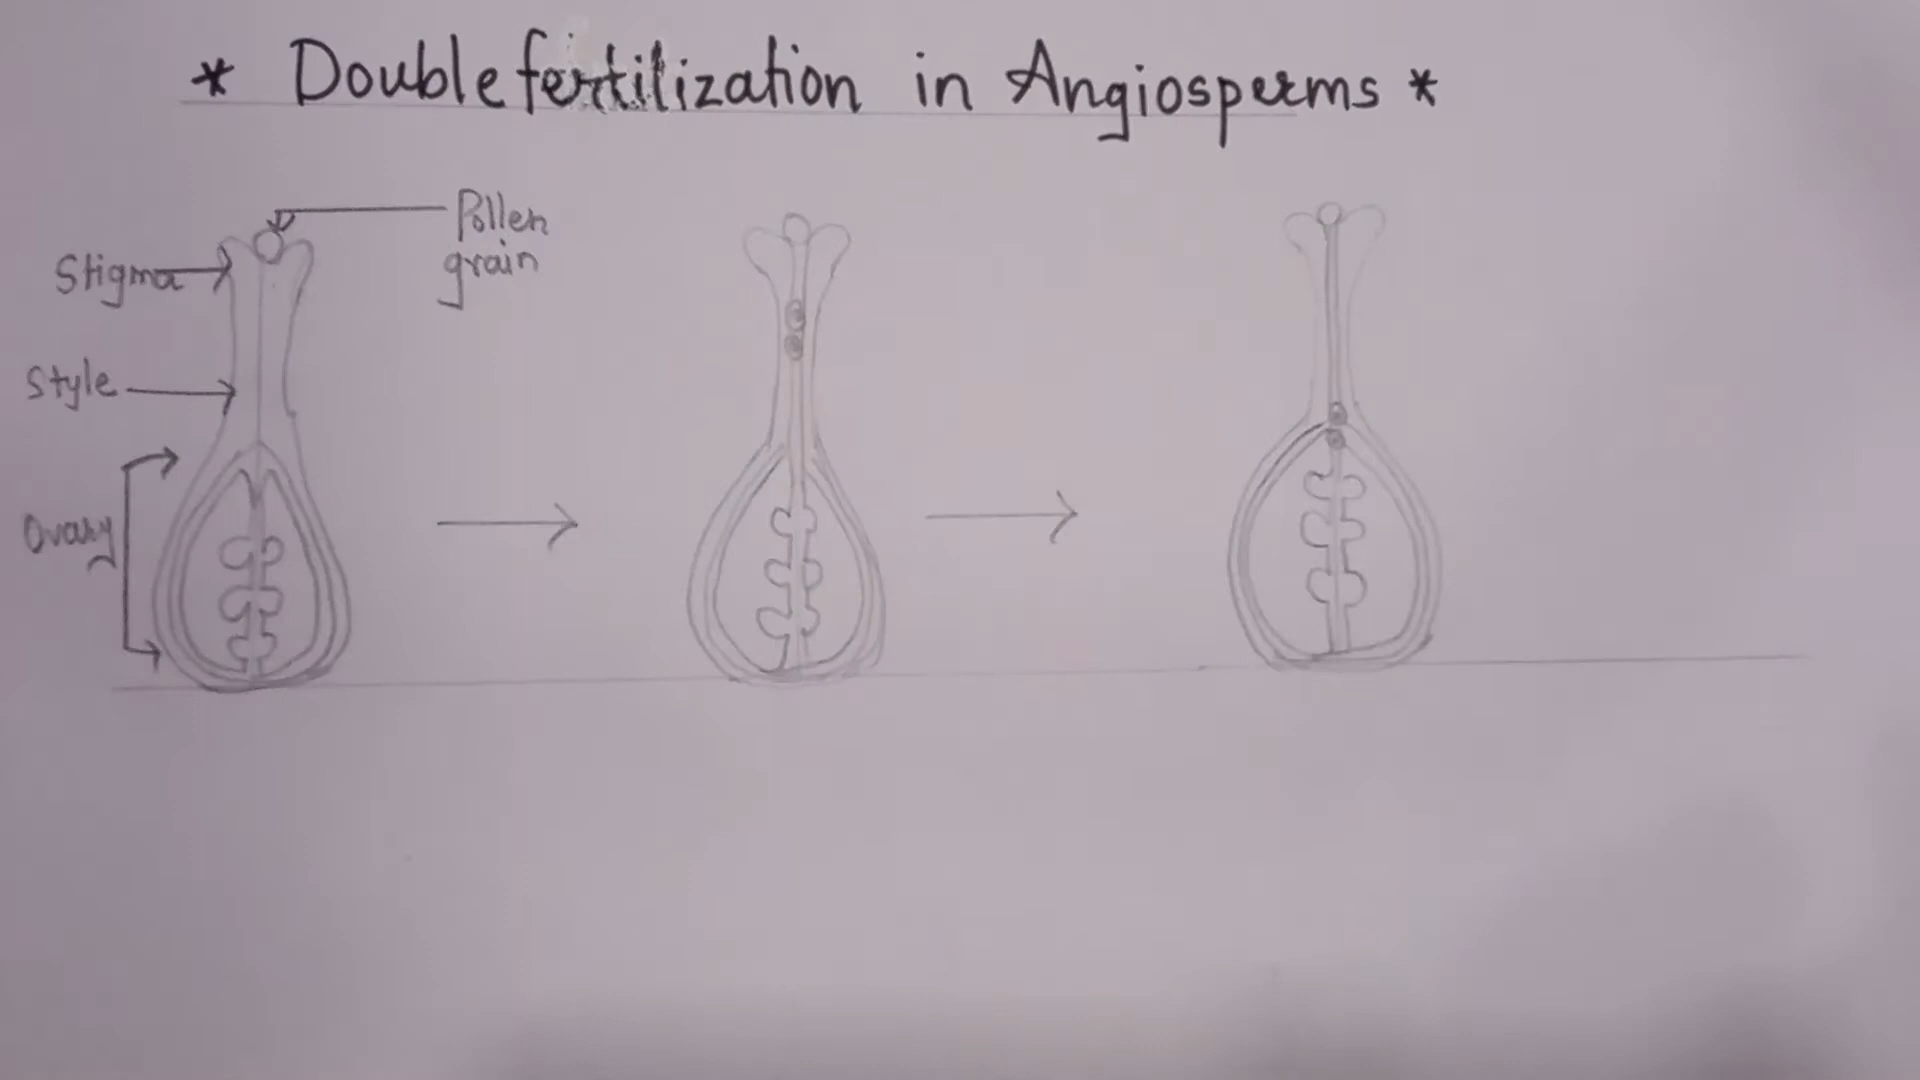 * Double fertilization in Angiosperms *
Pollen
grain
Stigma
Style
Ovary